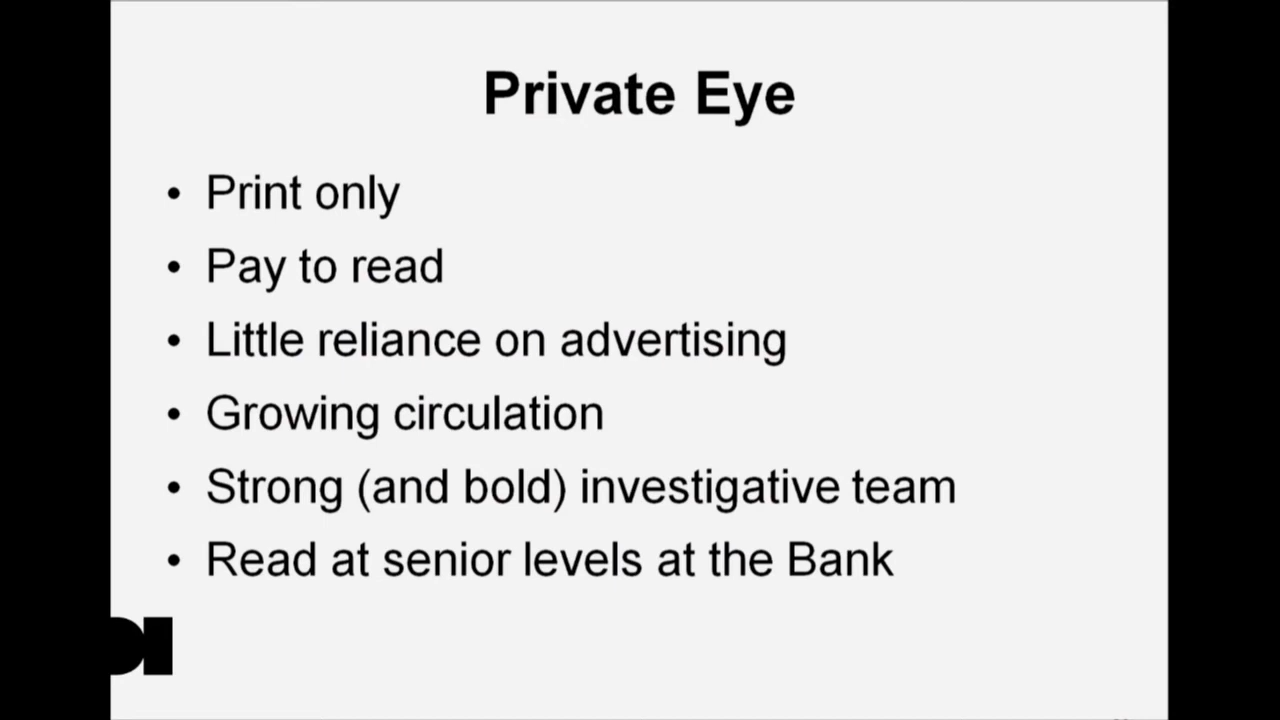 Private Eye
• Print only
• Pay to read
• Little reliance on advertising
• Growing circulation
• Strong (and bold) investigative team
• Read at senior levels at the Bank